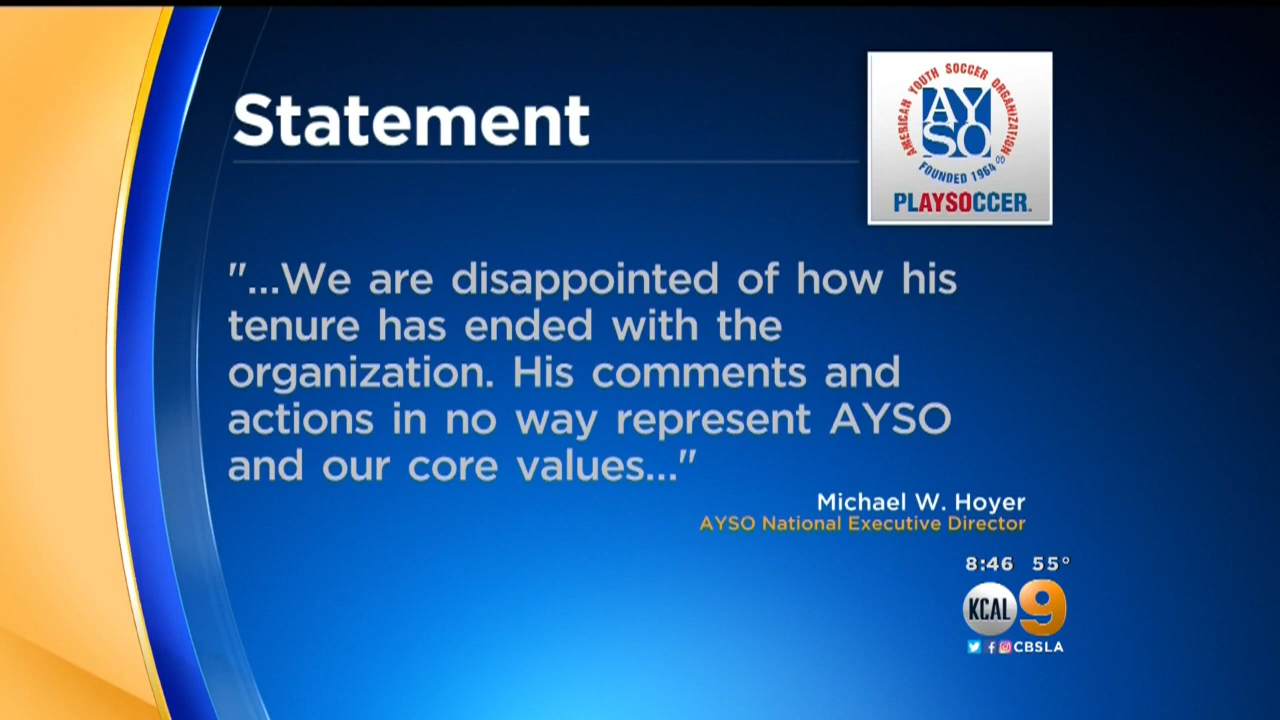 Statement
AMERICAN YOUTH SOCCER ORGANIZATION
AY
SO
FOUNDED 1964
PLAYSOCCER.
"...We are disappointed of how his
tenure has ended with the
organization. His comments and
actions in no way represent AYSO
and our core values..."
Michael W. Hoyer
AYSO National Executive Director
8:46 55°
KCAL 9
CBSLA